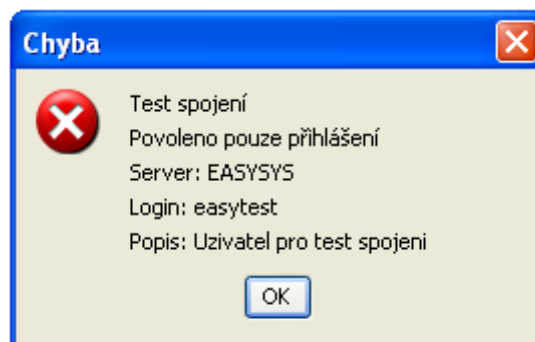 Chyba
Test spojení
Povoleno pouze přihlášení
Server: EASYSYS
Login: easytest
Popis: Uzivatel pro test spojeni
OK